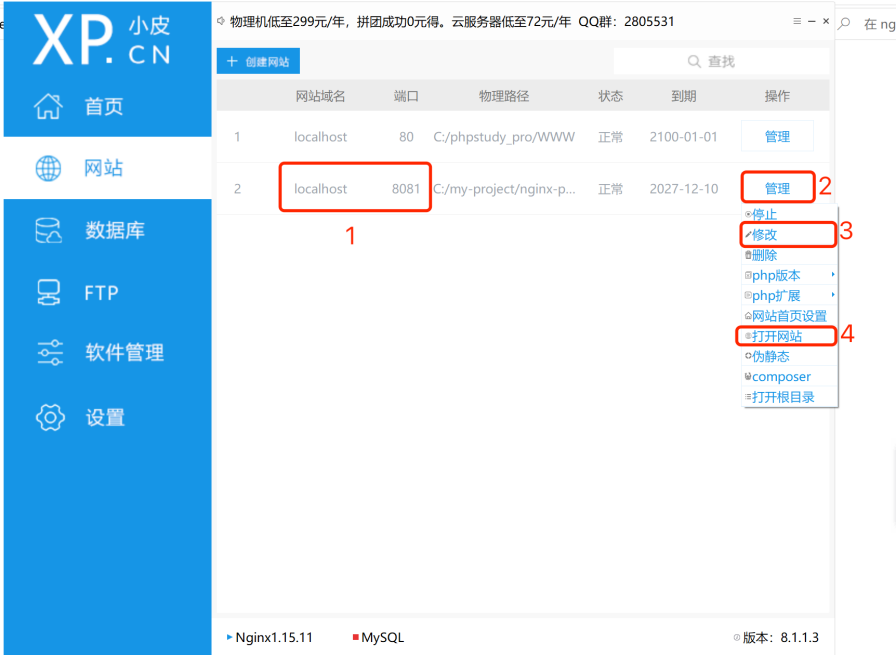 XP.CN 小皮
物理机低至299元/年，拼团成功0元得。云服务器低至72元/年 QQ群：2805531
在 ng
首页
网站
数据库
FTP
软件管理
设置
创建网站
查找
网站域名 端口 物理路径 状态 到期 操作
1 localhost 80 C:/phpstudy_pro/WWW 正常 2100-01-01 管理
2 localhost 8081 C:/my-project/nginx-p... 正常 2027-12-10 管理 2
1
停止
修改 3
删除
php版本
php扩展
网站首页设置
打开网站 4
伪静态
composer
打开根目录
Nginx1.15.11 MySQL 版本：8.1.1.3